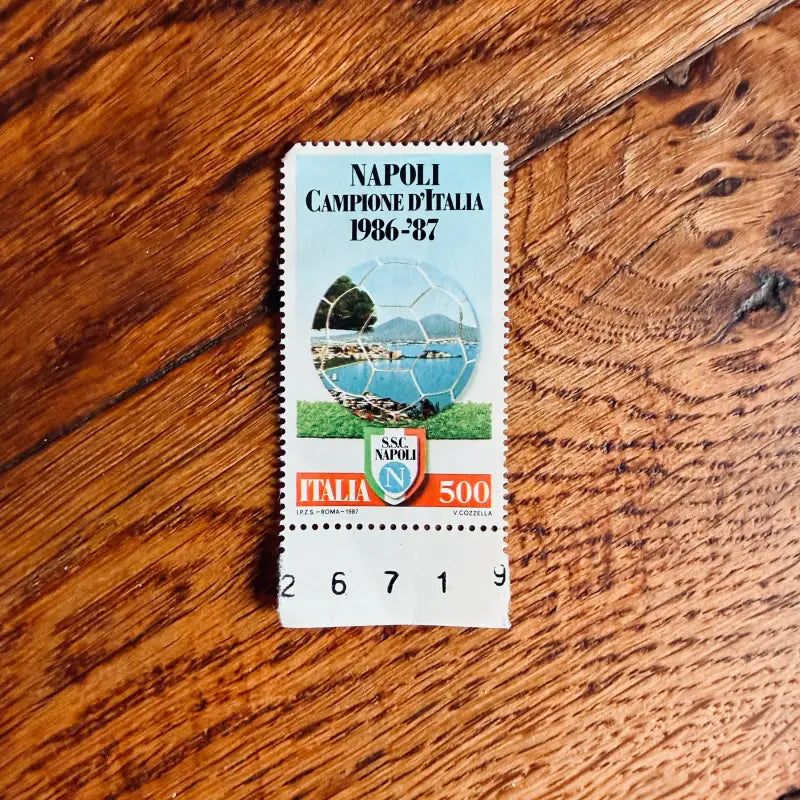 NAPOLI
CAMPIONE D'ITALIA
1986-'87
S.S.C.
NAPOLI
N
ITALIA 500
I.P.Z.S.-ROMA-1987 V. COZZELLA
2 6 7 1 9